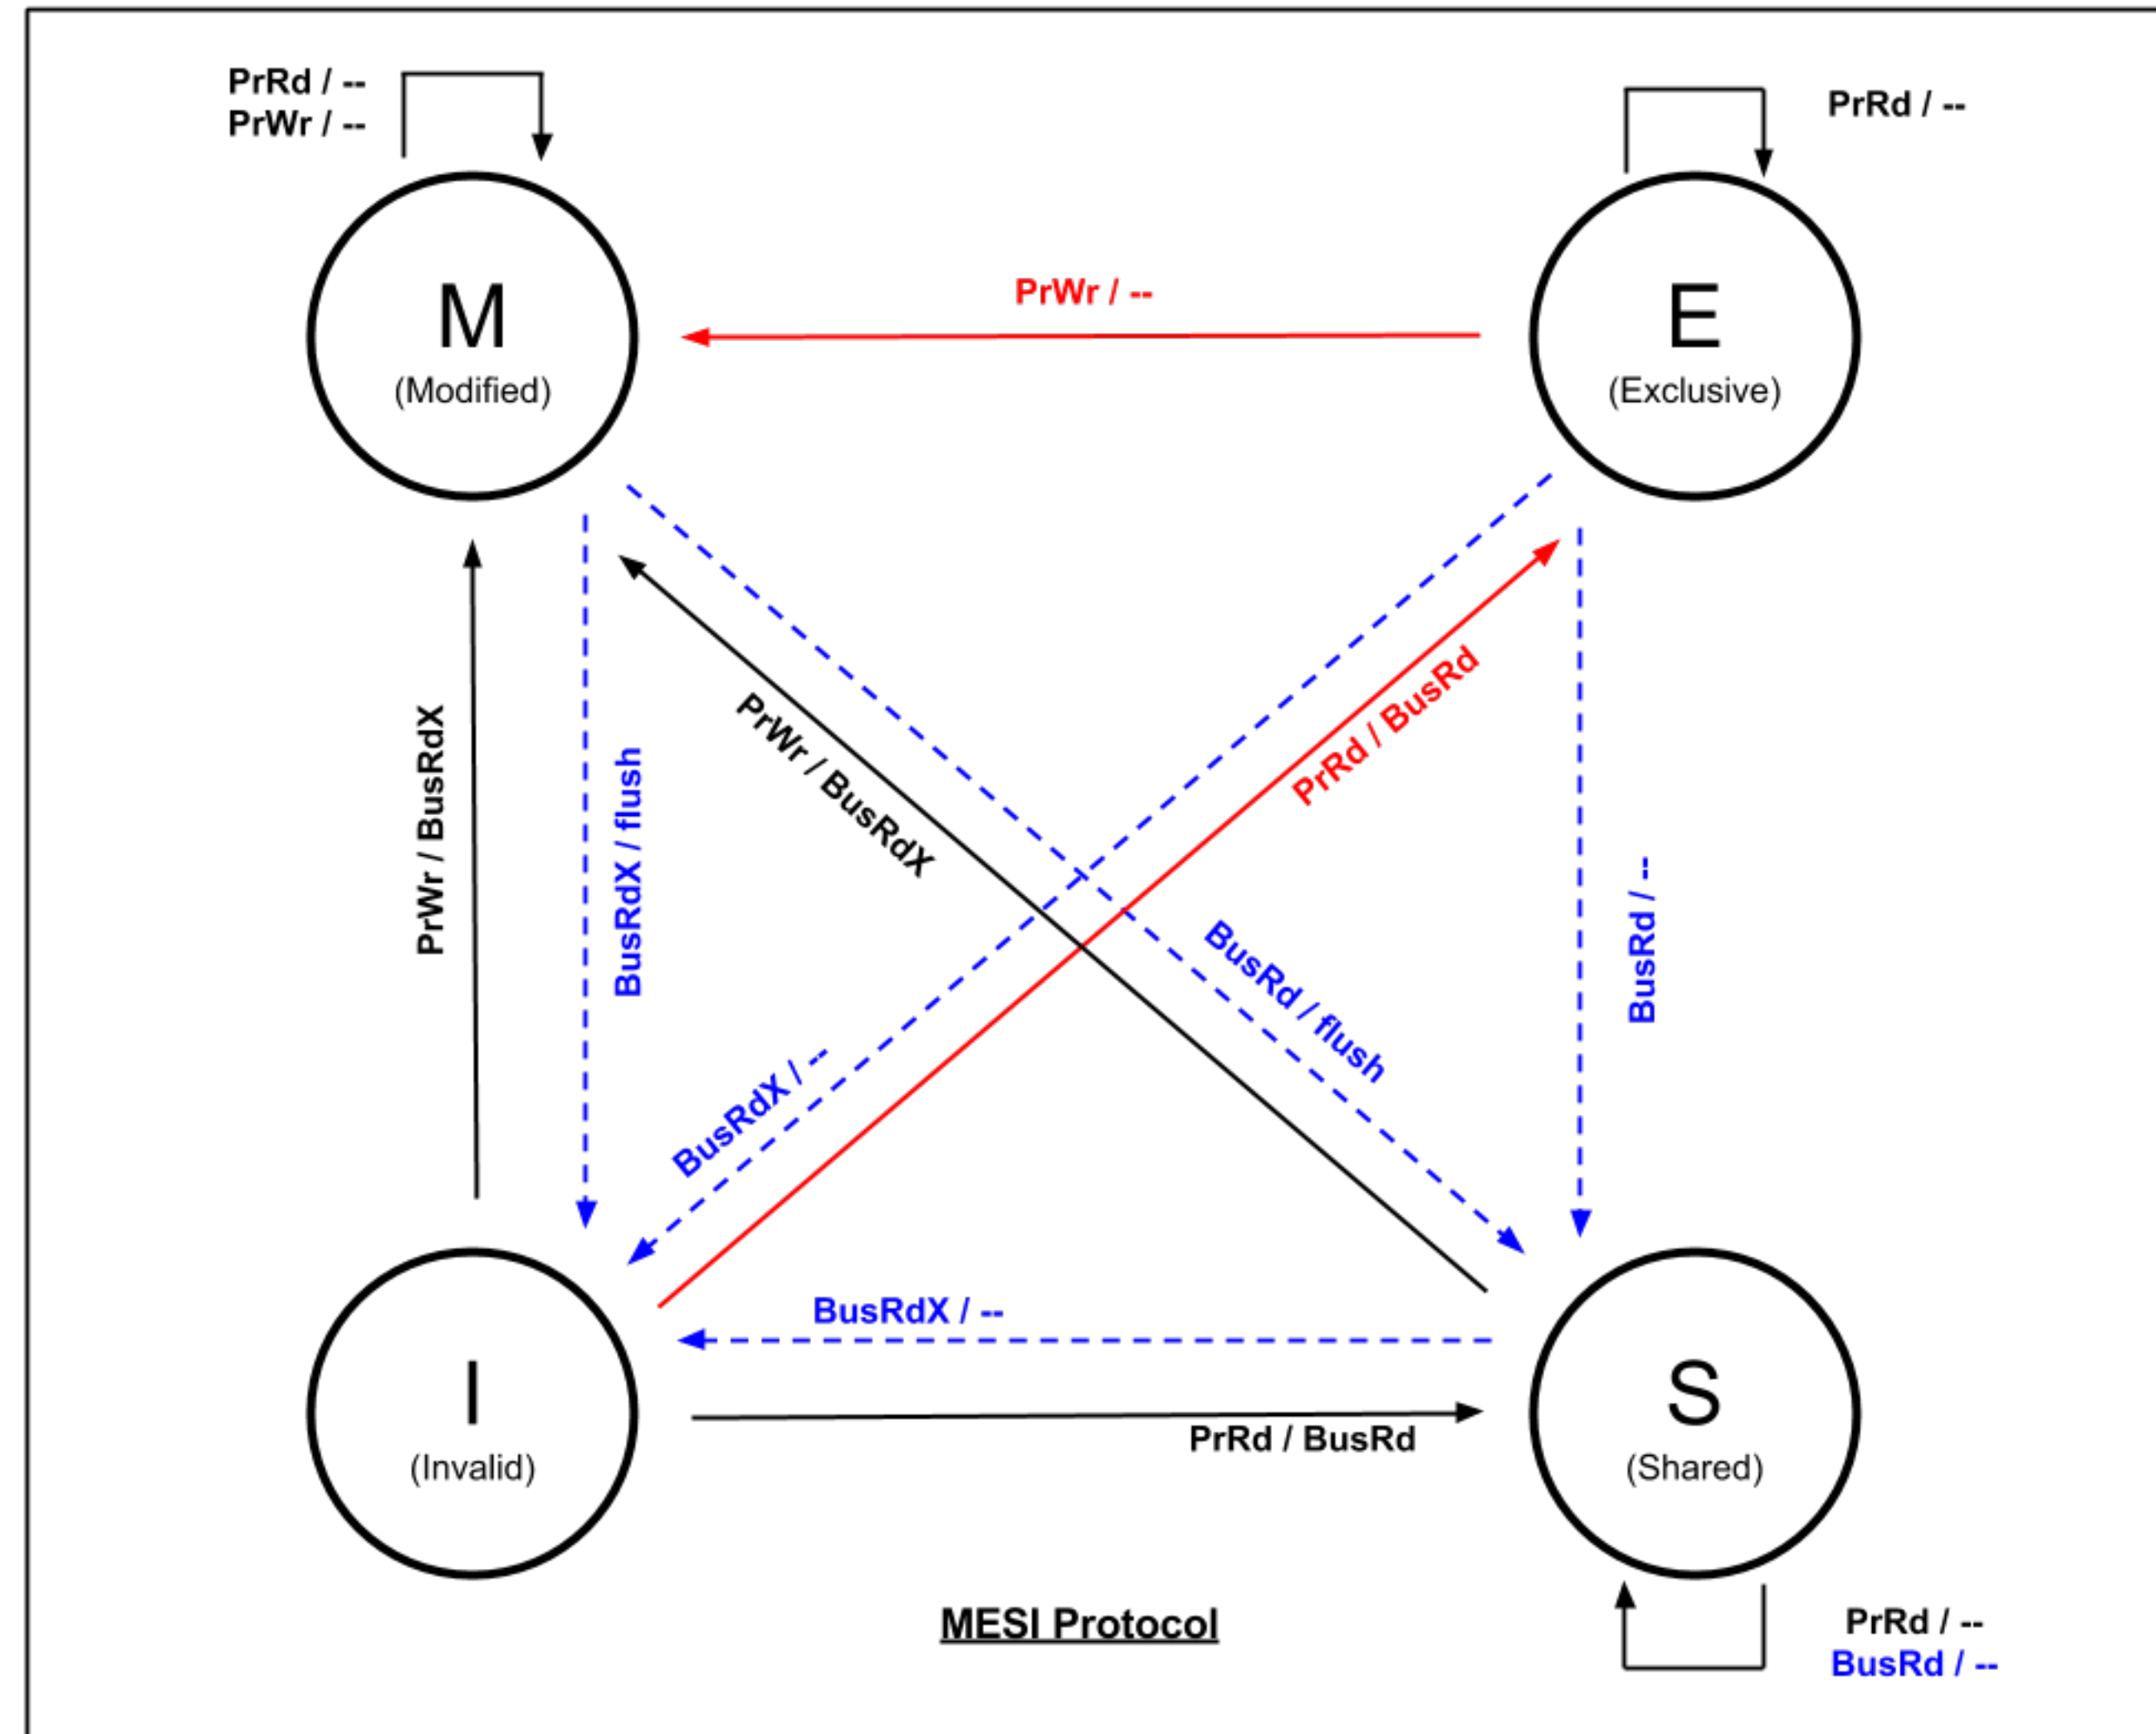 PrRd / --
PrWr / --
PrRd / --
PrWr / --
M
(Modified)
E
(Exclusive)
PrWr / BusRdX
BusRdX / flush
PrWr / BusRdX
PrRd / BusRd
BusRd / --
BusRd / flush
BusRdX / --
BusRdX / --
PrRd / BusRd
I
(Invalid)
S
(Shared)
MESI Protocol
PrRd / --
BusRd / --